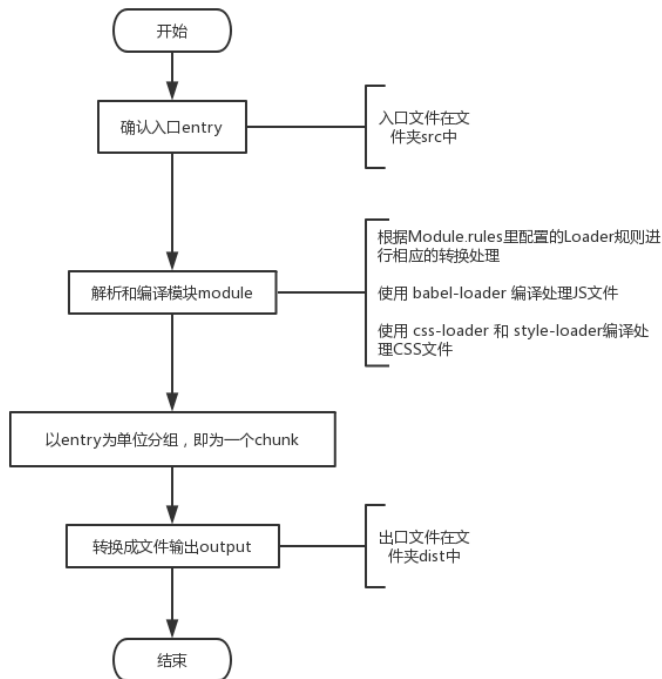 开始
确认入口entry
入口文件在文
件夹src中
根据Module.rules里配置的Loader规则进
行相应的转换处理
解析和编译模块module
使用 babel-loader 编译处理JS文件
使用 css-loader 和 style-loader编译处
理CSS文件
以entry为单位分组，即为一个chunk
转换成文件输出output
出口文件在文
件夹dist中
结束